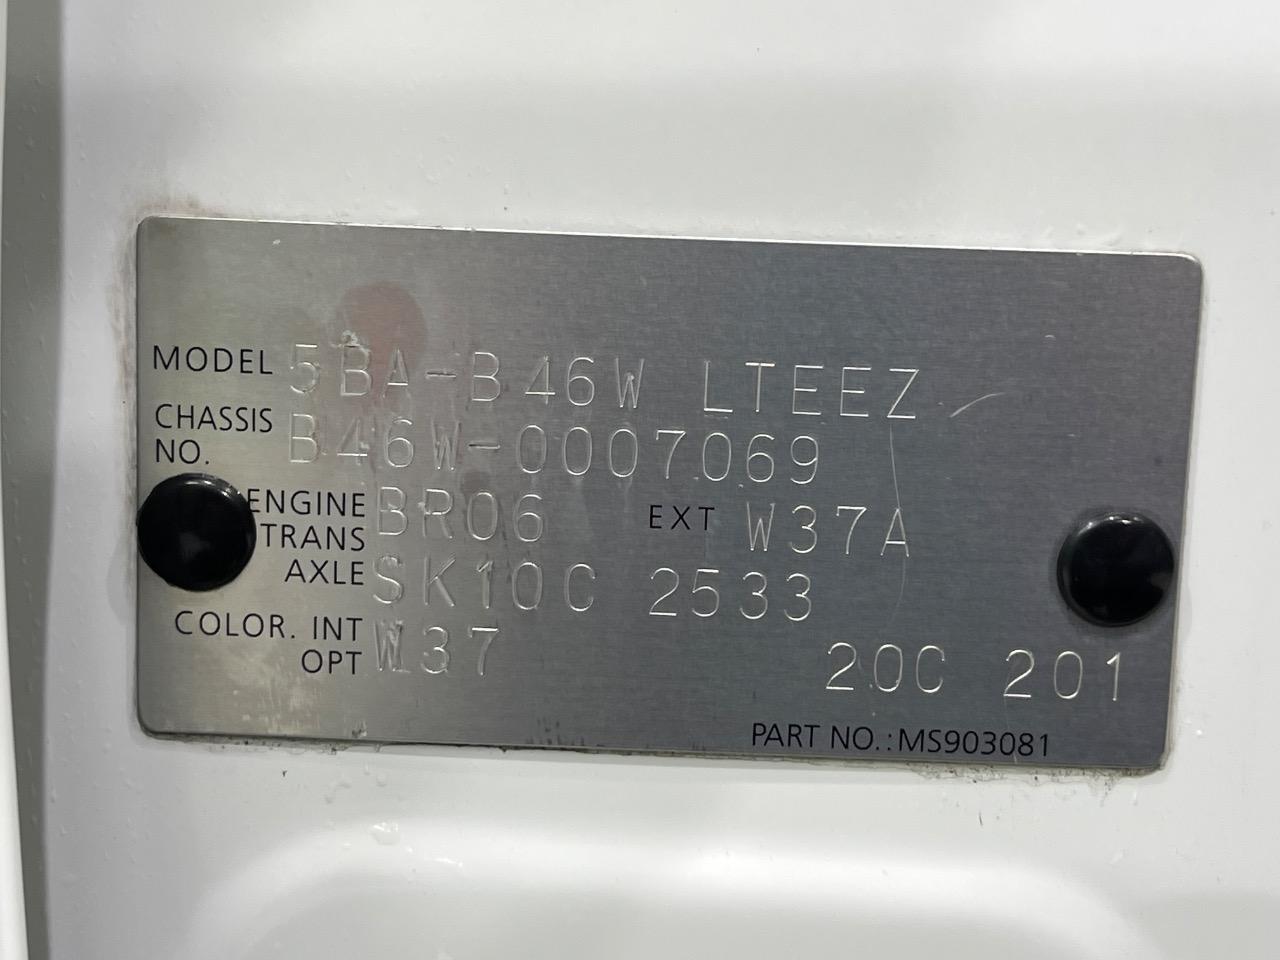 MODEL 5BA-B46W LTEEZ
CHASSIS NO. B46W-0007069
ENGINE BR06 EXT W37A
TRANS AXLE SK10C 2533
COLOR. INT OPT W37 20C 201
PART NO.:MS903081